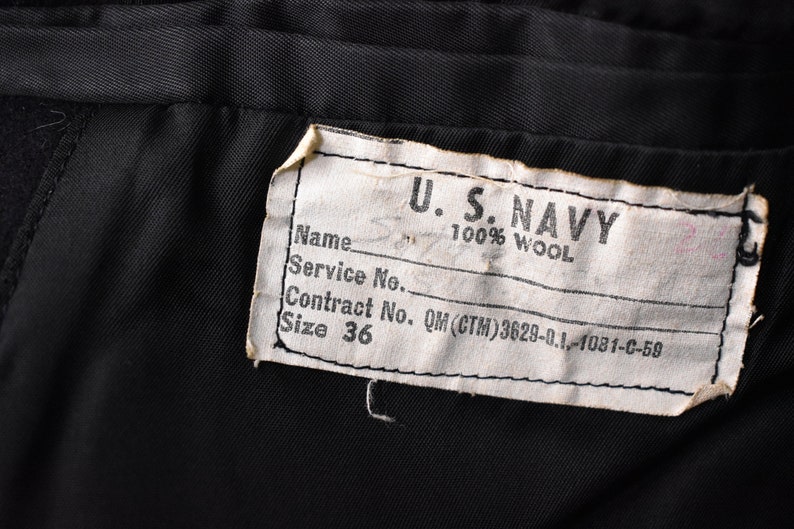 U. S. NAVY
100% WOOL
Name
Service No.
Contract No. QM(CTM)3629-O.I.-1081-C-59
Size 36